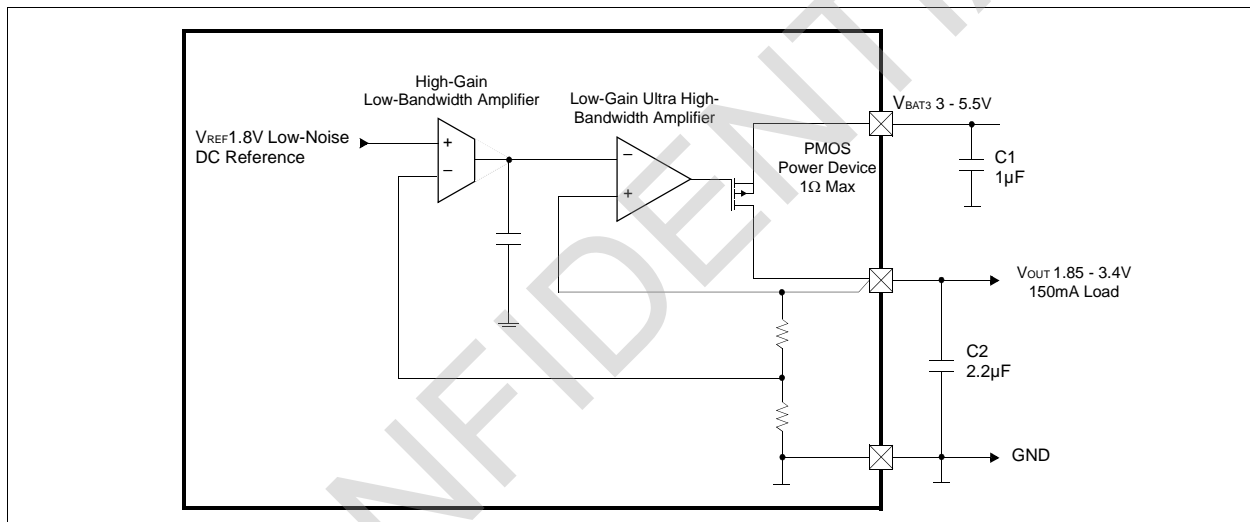 High-Gain
Low-Bandwidth Amplifier
Low-Gain Ultra High-
Bandwidth Amplifier
VREF1.8V Low-Noise
DC Reference
+
−
−
+
PMOS
Power Device
1Ω Max
VBAT3 3 - 5.5V
C1
1µF
VOUT 1.85 - 3.4V
150mA Load
C2
2.2µF
GND
NFIDENTI